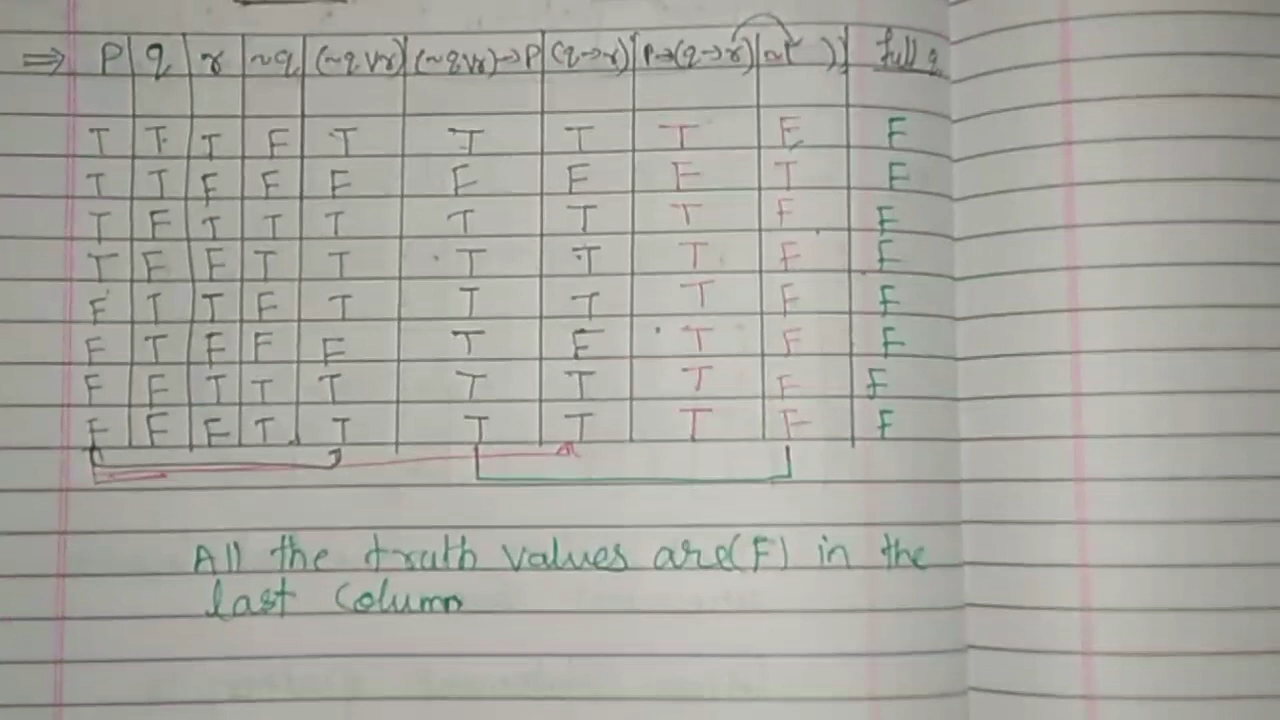 ⇒ P q r ~q (~q V r) (~q V r)→P (q→r) P→(q→r) ~( )] full q
T T T F T T T T F F
T T F F F F F F T F
T F T T T T T T F F
T F F T T T T T F F
F T T F T T T T F F
F T F F F T F T F F
F F T T T T T T F F
F F F T T T T T F F
All the truth values are(F) in the
last column